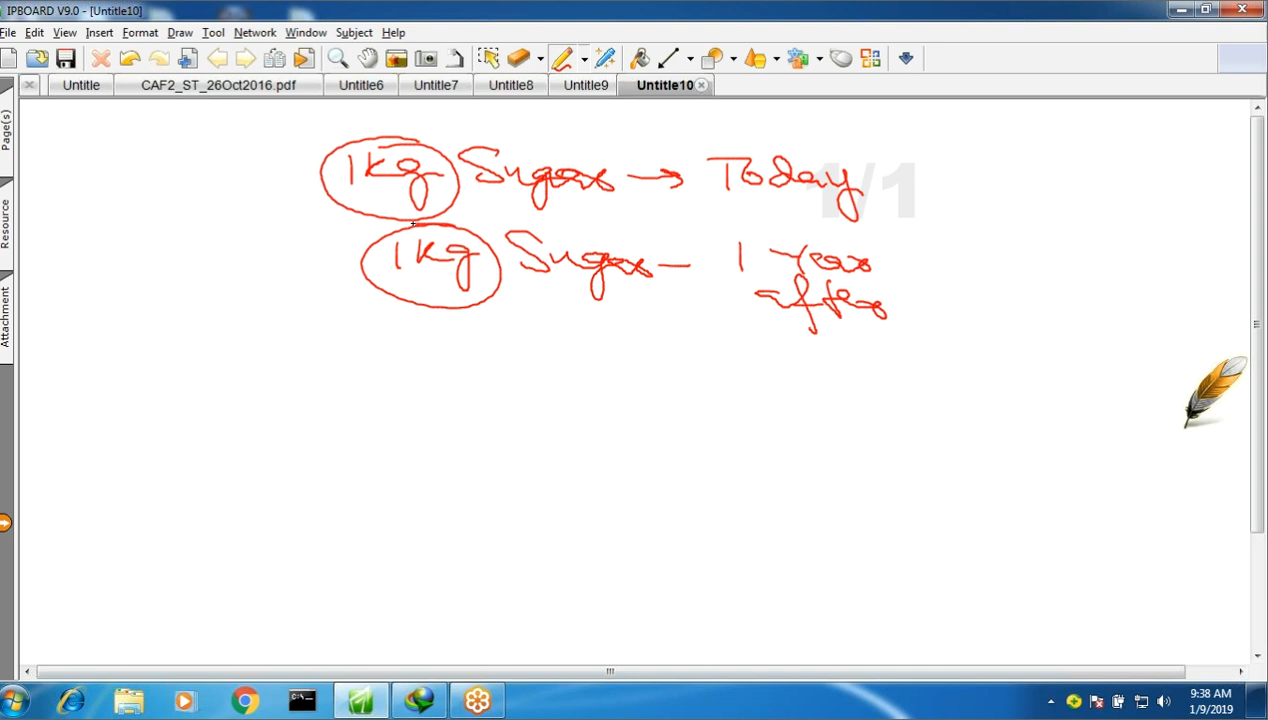 IPBOARD V9.0 - [Untitle10]
File Edit View Insert Format Draw Tool Network Window Subject Help
Untitle CAF2_ST_26Oct2016.pdf Untitle6 Untitle7 Untitle8 Untitle9 Untitle10
Page(s)
Resource
Attachment
1/1
1kg Sugar → Today
1kg Sugar - 1 year
after
9:38 AM
1/9/2019